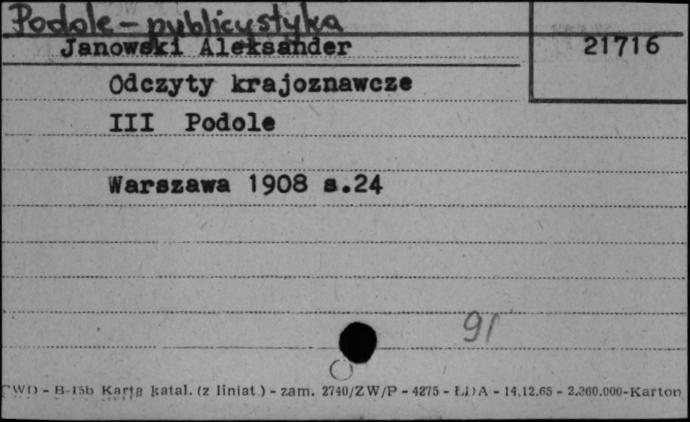 Podole - publicystyka
Janowski Aleksander
21716
Odczyty krajoznawcze
III Podole
Warszawa 1908 s.24
91
CWD - B-15b Karta katal. (z liniat.) - zam. 2740/ZW/P - 4275 - ŁDA - 14.12.65 - 2.360.000-Karton